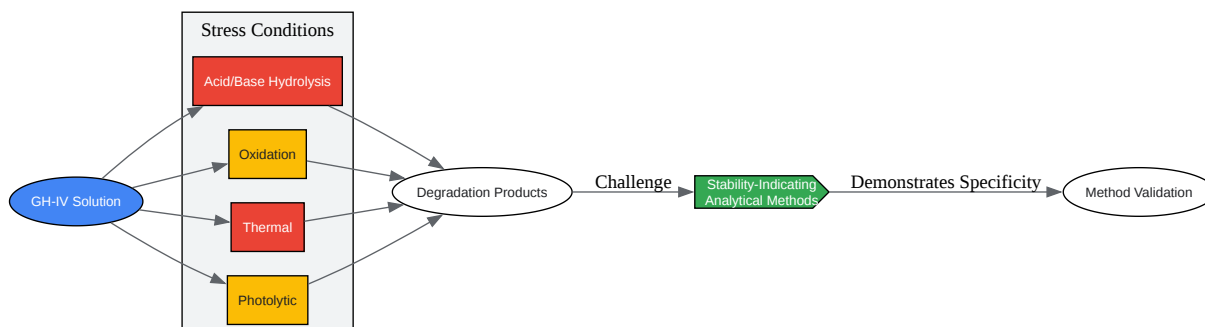 Stress Conditions
Acid/Base Hydrolysis
Oxidation
GH-IV Solution
Thermal
Photolytic
Degradation Products
Challenge
Stability-Indicating
Analytical Methods
Demonstrates Specificity
Method Validation